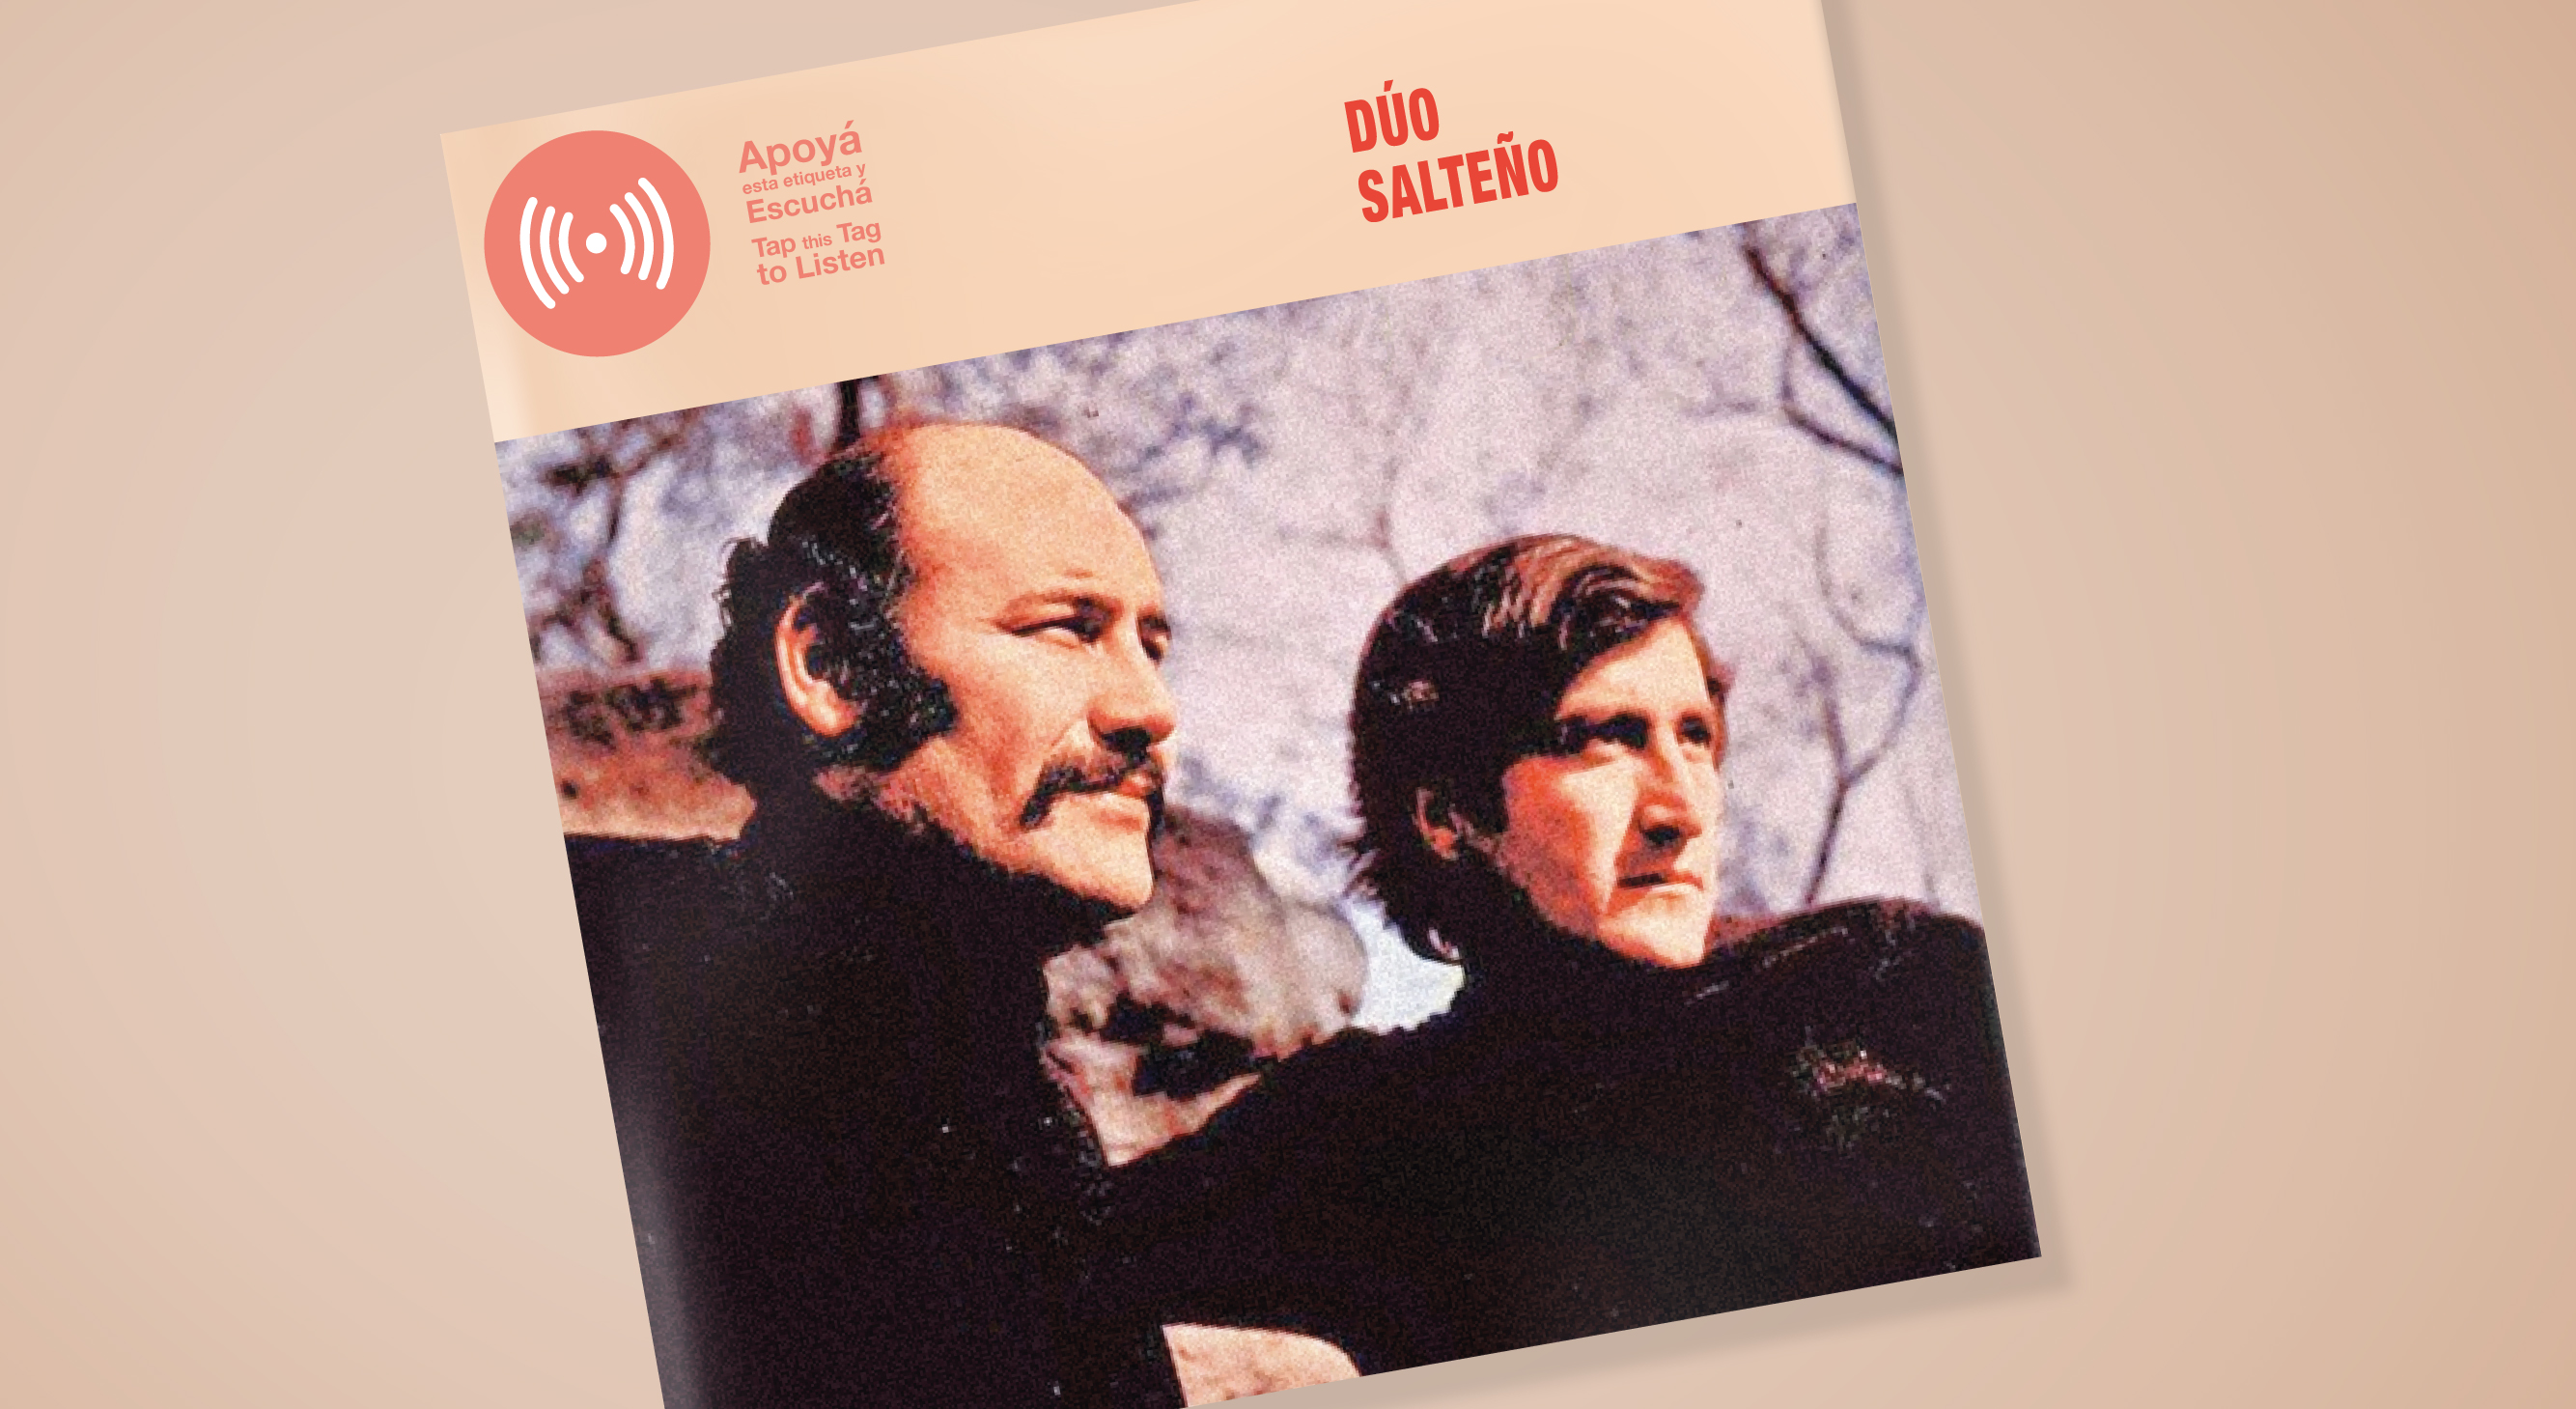 Apoyá
esta etiqueta y
Escuchá
Tap this Tag
to Listen
DÚO
SALTEÑO